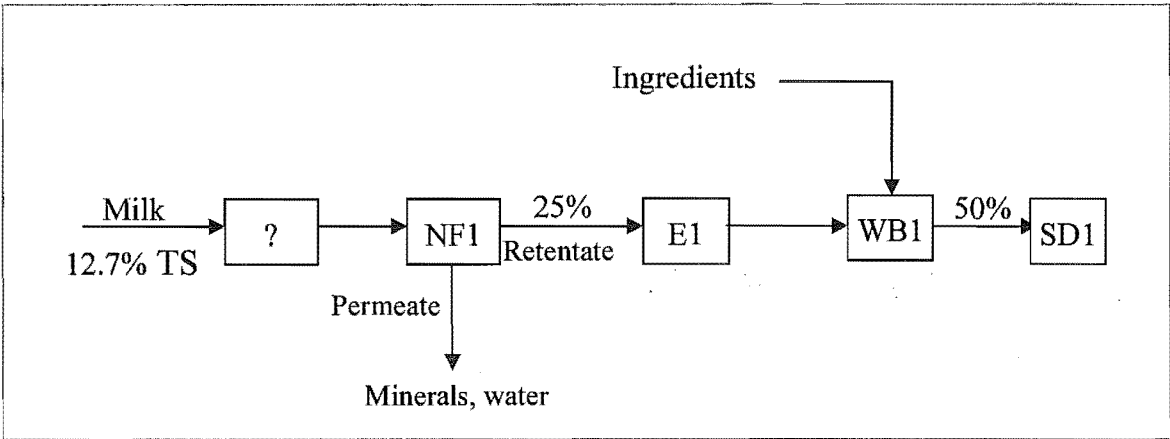 Ingredients
Milk
12.7% TS
?
NF1
25%
Retentate
E1
WB1
50%
SD1
Permeate
Minerals, water